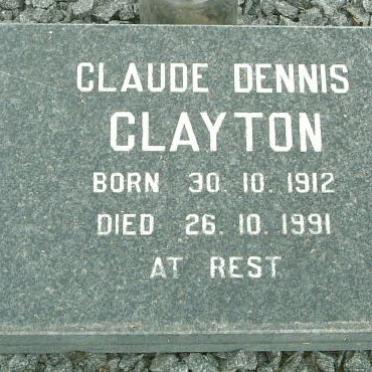 CLAUDE DENNIS
CLAYTON
BORN 30. 10. 1912
DIED 26. 10. 1991
AT REST